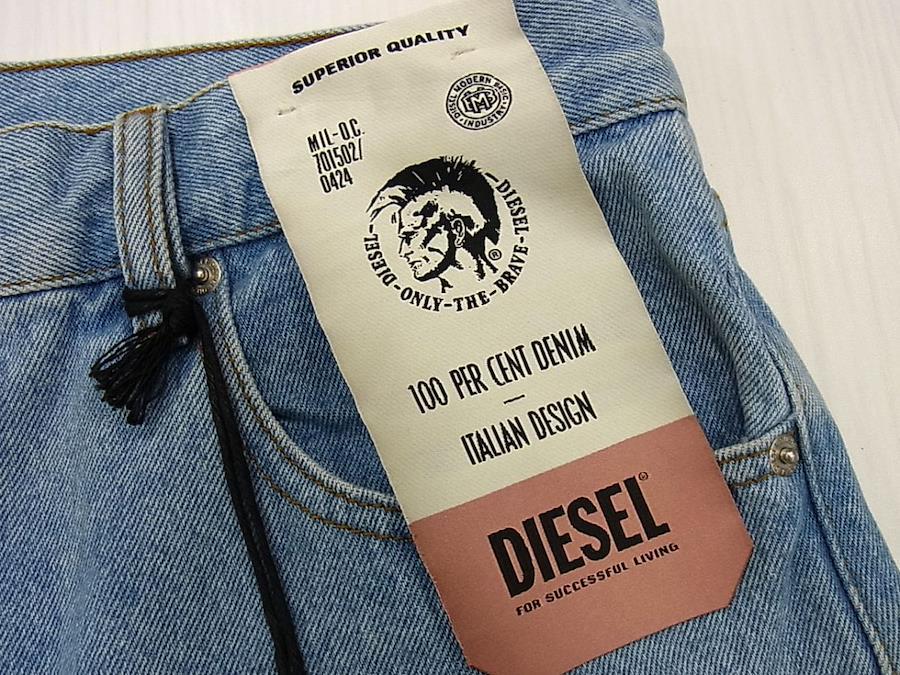 SUPERIOR QUALITY
DIESEL MODERN DESIGN
INDUSTRY
MIL-O.C.
701502/
0424
-DIESEL-ONLY-THE-BRAVE-DIESEL
®
100 PER CENT DENIM
—
ITALIAN DESIGN
DIESEL®
FOR SUCCESSFUL LIVING